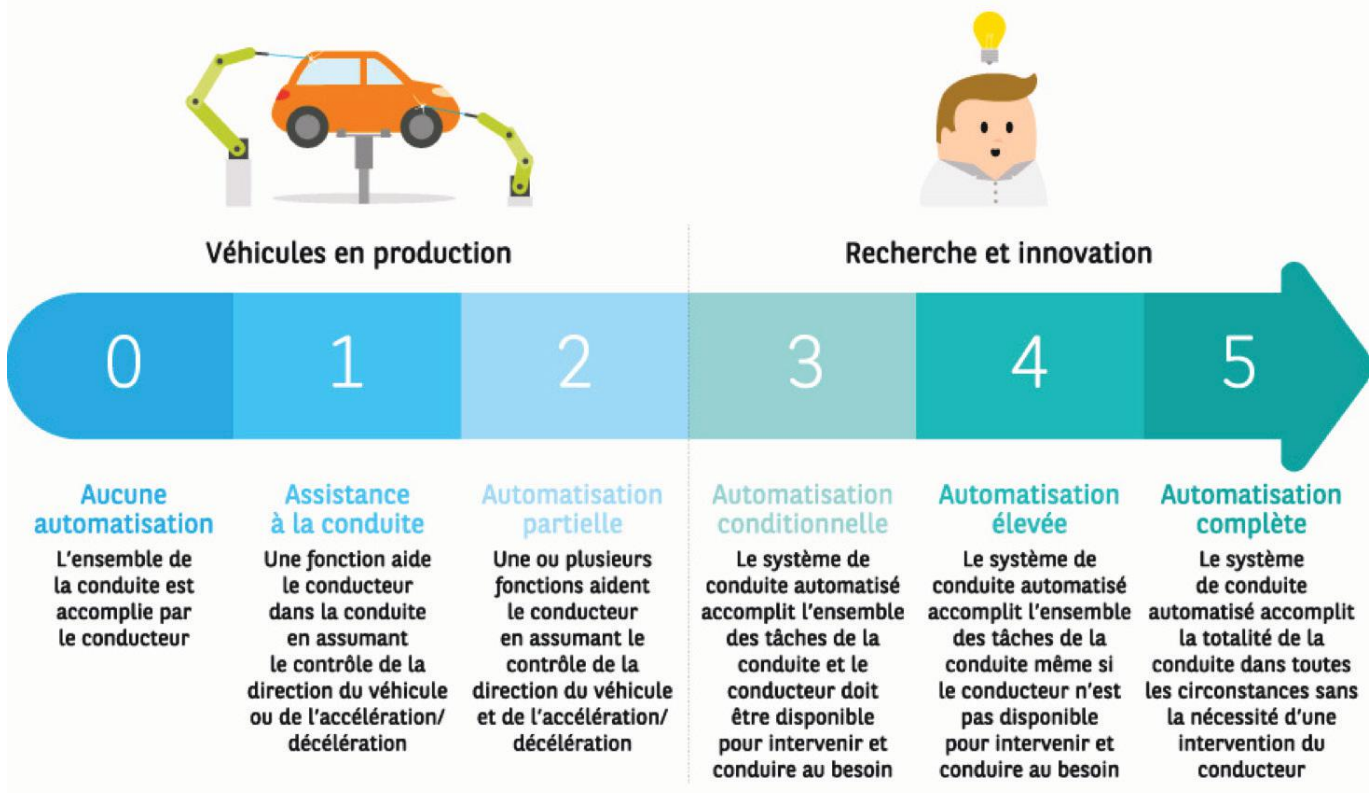 Véhicules en production
Recherche et innovation
0
1
2
3
4
5
Aucune
automatisation
L'ensemble de
la conduite est
accomplie par
le conducteur
Assistance
à la conduite
Une fonction aide
le conducteur
dans la conduite
en assumant
le contrôle de la
direction du véhicule
ou de l'accélération/
décélération
Automatisation
partielle
Une ou plusieurs
fonctions aident
le conducteur
en assumant le
contrôle de la
direction du véhicule
et de l'accélération/
décélération
Automatisation
conditionnelle
Le système de
conduite automatisé
accomplit l'ensemble
des tâches de la
conduite et le
conducteur doit
être disponible
pour intervenir et
conduire au besoin
Automatisation
élevée
Le système de
conduite automatisé
accomplit l'ensemble
des tâches de la
conduite même si
le conducteur n'est
pas disponible
pour intervenir et
conduire au besoin
Automatisation
complète
Le système
de conduite
automatisé accomplit
la totalité de la
conduite dans toutes
les circonstances sans
la nécessité d'une
intervention du
conducteur